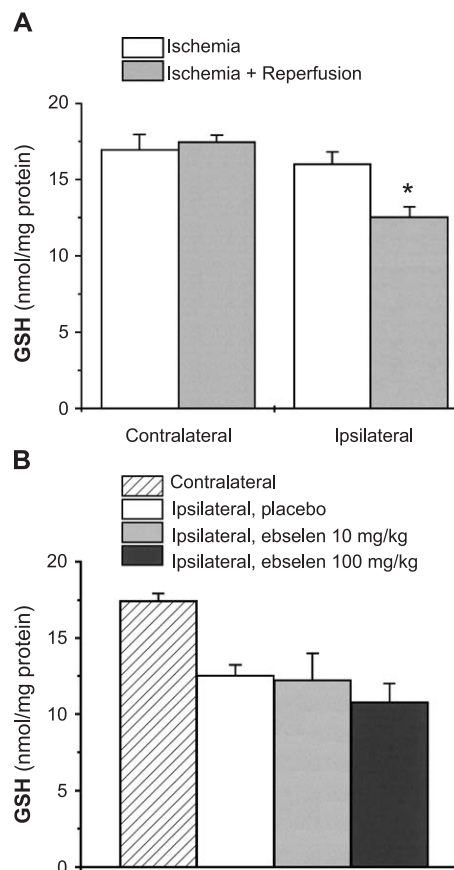 A
Ischemia
Ischemia + Reperfusion
20
15
10
5
0
GSH (nmol/mg protein)
*
Contralateral Ipsilateral
B
Contralateral
Ipsilateral, placebo
Ipsilateral, ebselen 10 mg/kg
Ipsilateral, ebselen 100 mg/kg
20
15
10
5
0
GSH (nmol/mg protein)